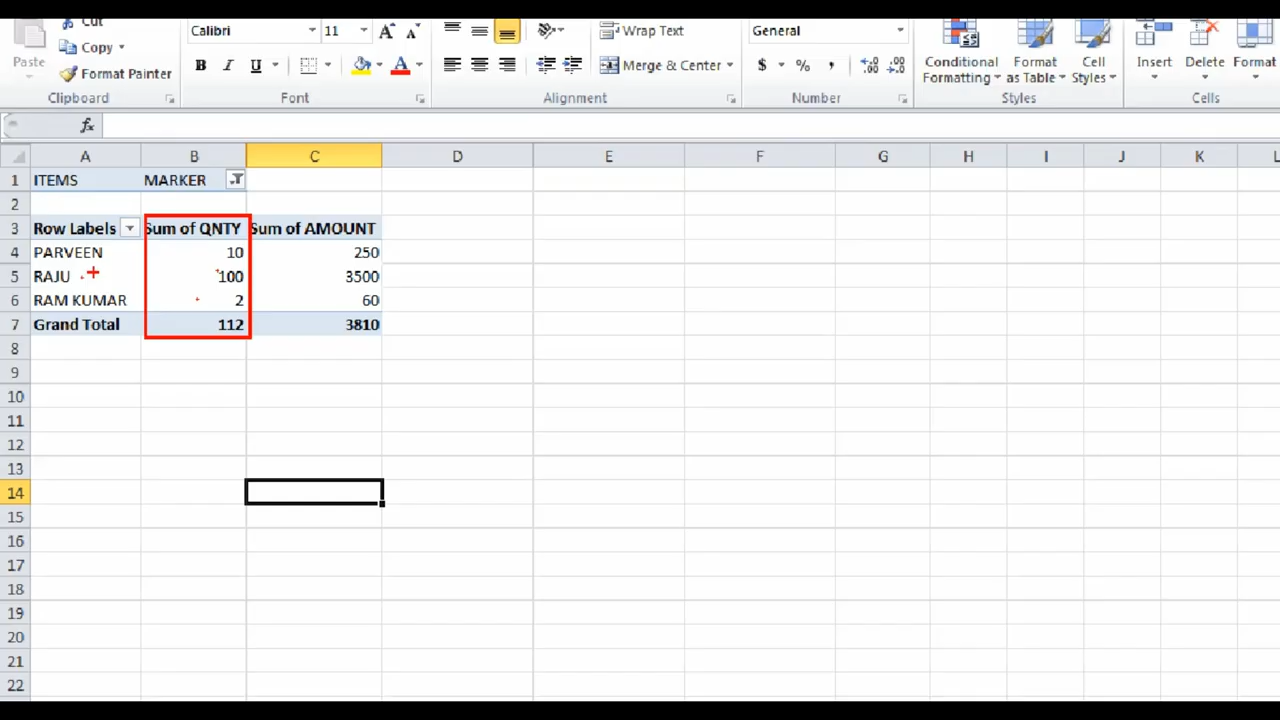 Cut
Calibri 11 Wrap Text General
Copy
Paste Conditional Format Cell Insert Delete Format
Format Painter B I U Merge & Center $ % , Formatting as Table Styles
Clipboard Font Alignment Number Styles Cells
fx
A B C D E F G H I J K L
1 ITEMS MARKER
2
3 Row Labels Sum of QNTY Sum of AMOUNT
4 PARVEEN 10 250
5 RAJU 100 3500
6 RAM KUMAR 2 60
7 Grand Total 112 3810
8
9
10
11
12
13
14
15
16
17
18
19
20
21
22